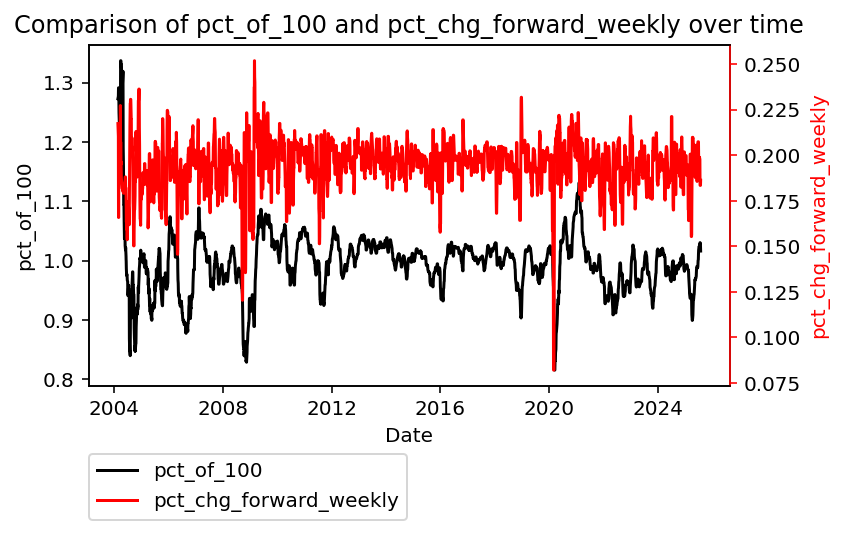 Comparison of pct_of_100 and pct_chg_forward_weekly over time
pct_of_100
1.3
1.2
1.1
1.0
0.9
0.8
0.250
0.225
0.200
0.175
0.150
0.125
0.100
0.075
pct_chg_forward_weekly
2004 2008 2012 2016 2020 2024
Date
pct_of_100
pct_chg_forward_weekly